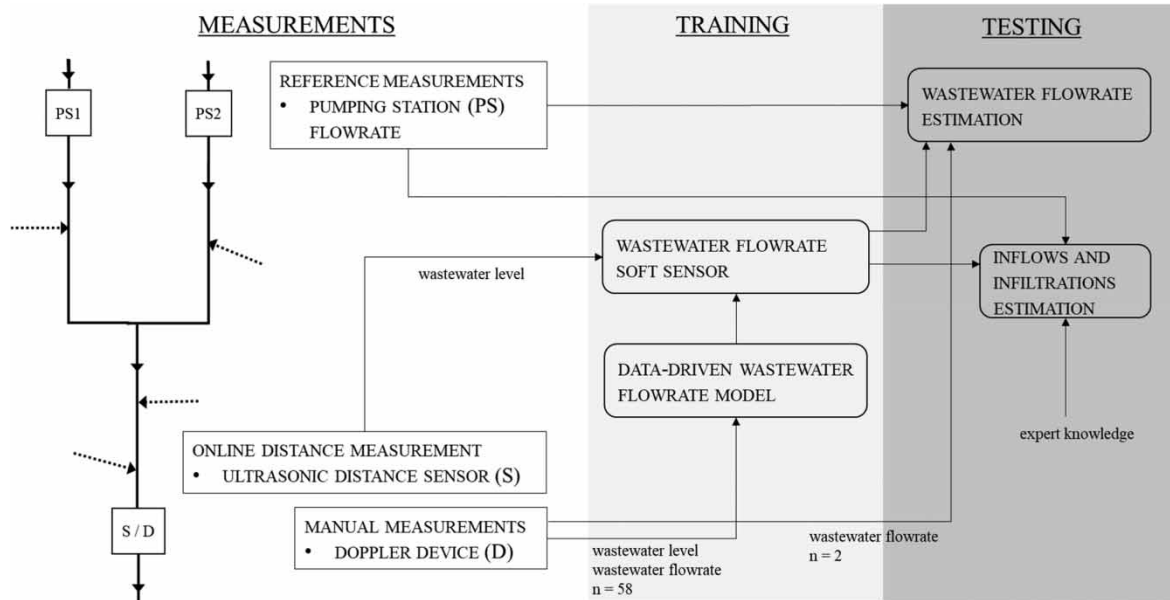 MEASUREMENTS
TRAINING
TESTING
PS1
PS2
REFERENCE MEASUREMENTS
• PUMPING STATION (PS)
FLOWRATE
WASTEWATER FLOWRATE
ESTIMATION
WASTEWATER FLOWRATE
SOFT SENSOR
wastewater level
INFLOWS AND
INFILTRATIONS
ESTIMATION
DATA-DRIVEN WASTEWATER
FLOWRATE MODEL
expert knowledge
ONLINE DISTANCE MEASUREMENT
• ULTRASONIC DISTANCE SENSOR (S)
S / D
MANUAL MEASUREMENTS
• DOPPLER DEVICE (D)
wastewater level
wastewater flowrate
n = 58
wastewater flowrate
n = 2